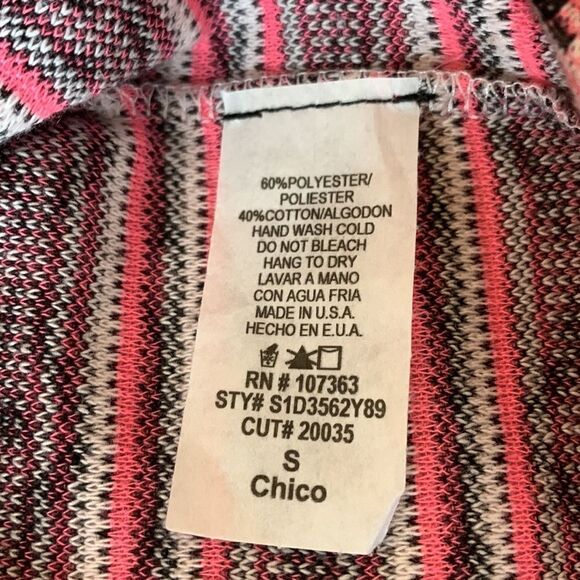 60%POLYESTER/
POLIESTER
40%COTTON/ALGODON
HAND WASH COLD
DO NOT BLEACH
HANG TO DRY
LAVAR A MANO
CON AGUA FRIA
MADE IN U.S.A.
HECHO EN E.U.A.
RN # 107363
STY# S1D3562Y89
CUT# 20035
S
Chico